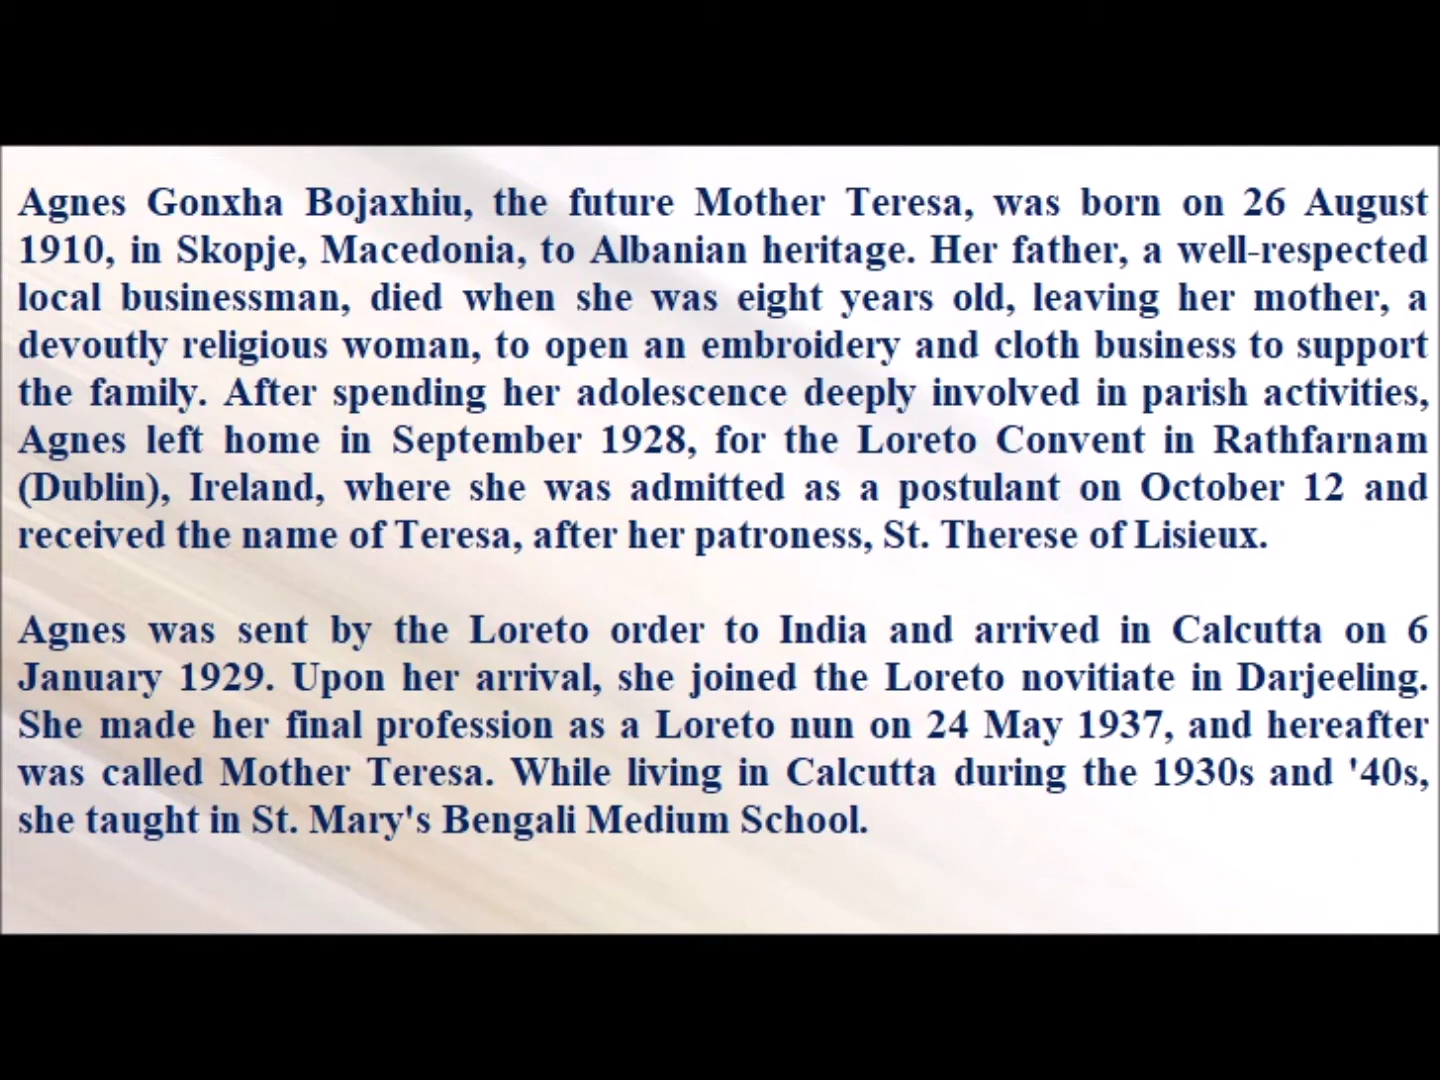 Agnes Gonxha Bojaxhiu, the future Mother Teresa, was born on 26 August
1910, in Skopje, Macedonia, to Albanian heritage. Her father, a well-respected
local businessman, died when she was eight years old, leaving her mother, a
devoutly religious woman, to open an embroidery and cloth business to support
the family. After spending her adolescence deeply involved in parish activities,
Agnes left home in September 1928, for the Loreto Convent in Rathfarnam
(Dublin), Ireland, where she was admitted as a postulant on October 12 and
received the name of Teresa, after her patroness, St. Therese of Lisieux.
Agnes was sent by the Loreto order to India and arrived in Calcutta on 6
January 1929. Upon her arrival, she joined the Loreto novitiate in Darjeeling.
She made her final profession as a Loreto nun on 24 May 1937, and hereafter
was called Mother Teresa. While living in Calcutta during the 1930s and '40s,
she taught in St. Mary's Bengali Medium School.